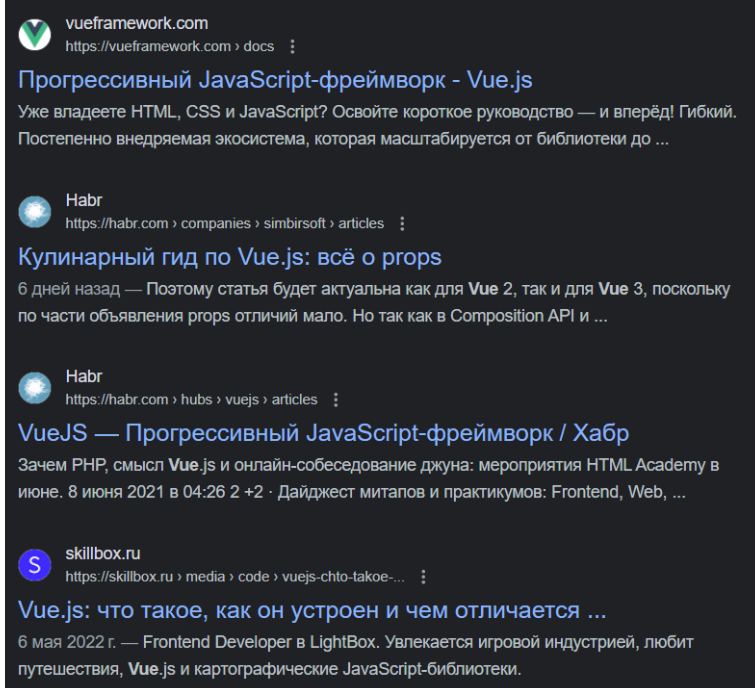 vueframework.com
https://vueframework.com › docs
Прогрессивный JavaScript-фреймворк - Vue.js
Уже владеете HTML, CSS и JavaScript? Освойте короткое руководство — и вперёд! Гибкий.
Постепенно внедряемая экосистема, которая масштабируется от библиотеки до ...
Habr
https://habr.com › companies › simbirsoft › articles
Кулинарный гид по Vue.js: всё о props
6 дней назад — Поэтому статья будет актуальна как для Vue 2, так и для Vue 3, поскольку
по части объявления props отличий мало. Но так как в Composition API и ...
Habr
https://habr.com › hubs › vuejs › articles
VueJS — Прогрессивный JavaScript-фреймворк / Хабр
Зачем PHP, смысл Vue.js и онлайн-собеседование джуна: мероприятия HTML Academy в
июне. 8 июня 2021 в 04:26 2 +2 · Дайджест митапов и практикумов: Frontend, Web, ...
S
skillbox.ru
https://skillbox.ru › media › code › vuejs-chto-takoe-...
Vue.js: что такое, как он устроен и чем отличается ...
6 мая 2022 г. — Frontend Developer в LightBox. Увлекается игровой индустрией, любит
путешествия, Vue.js и картографические JavaScript-библиотеки.